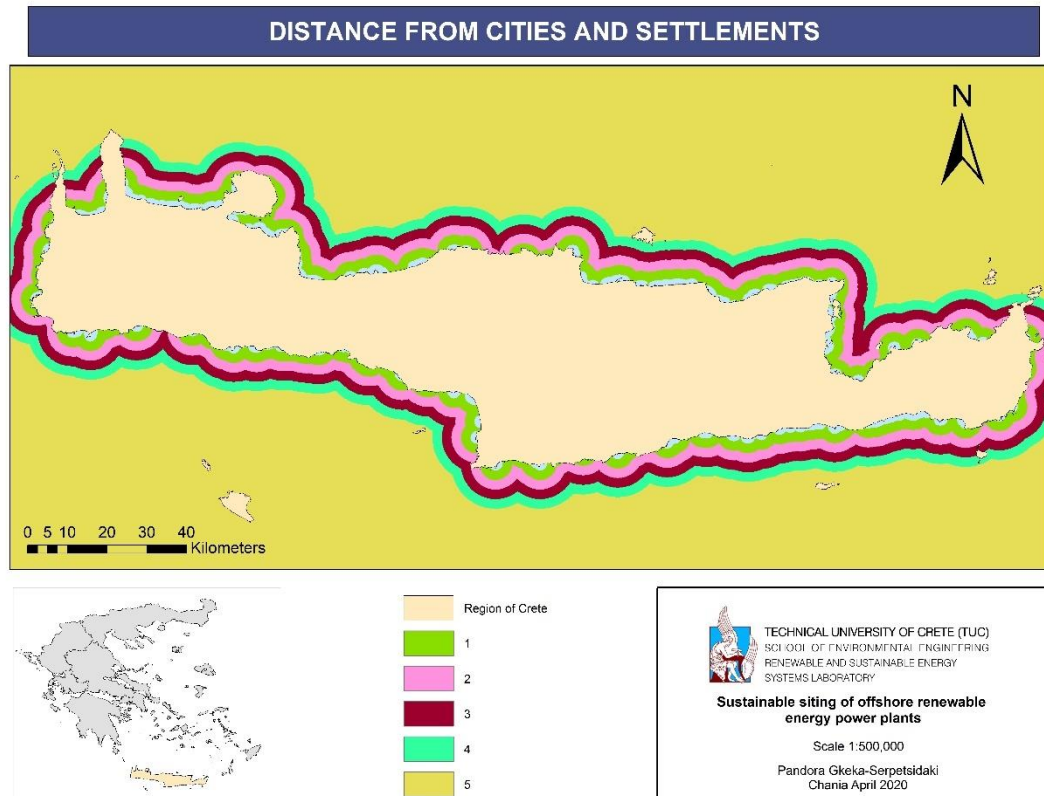 DISTANCE FROM CITIES AND SETTLEMENTS
N
0 5 10 20 30 40
Kilometers
Region of Crete
1
2
3
4
5
TECHNICAL UNIVERSITY OF CRETE (TUC)
SCHOOL OF ENVIRONMENTAL ENGINEERING
RENEWABLE AND SUSTAINABLE ENERGY
SYSTEMS LABORATORY
Sustainable siting of offshore renewable
energy power plants
Scale 1:500,000
Pandora Gkeka-Serpetsidaki
Chania April 2020